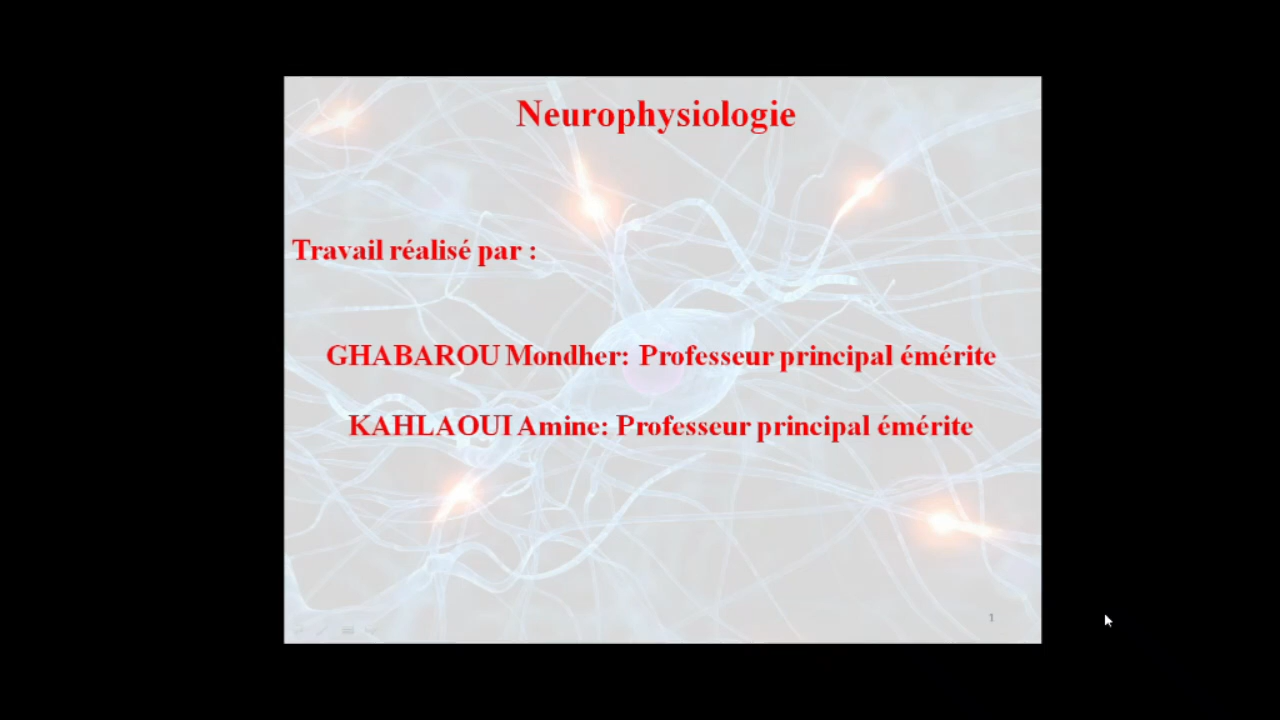 Neurophysiologie
Travail réalisé par :
GHABAROU Mondher: Professeur principal émérite
KAHLAOUI Amine: Professeur principal émérite
1